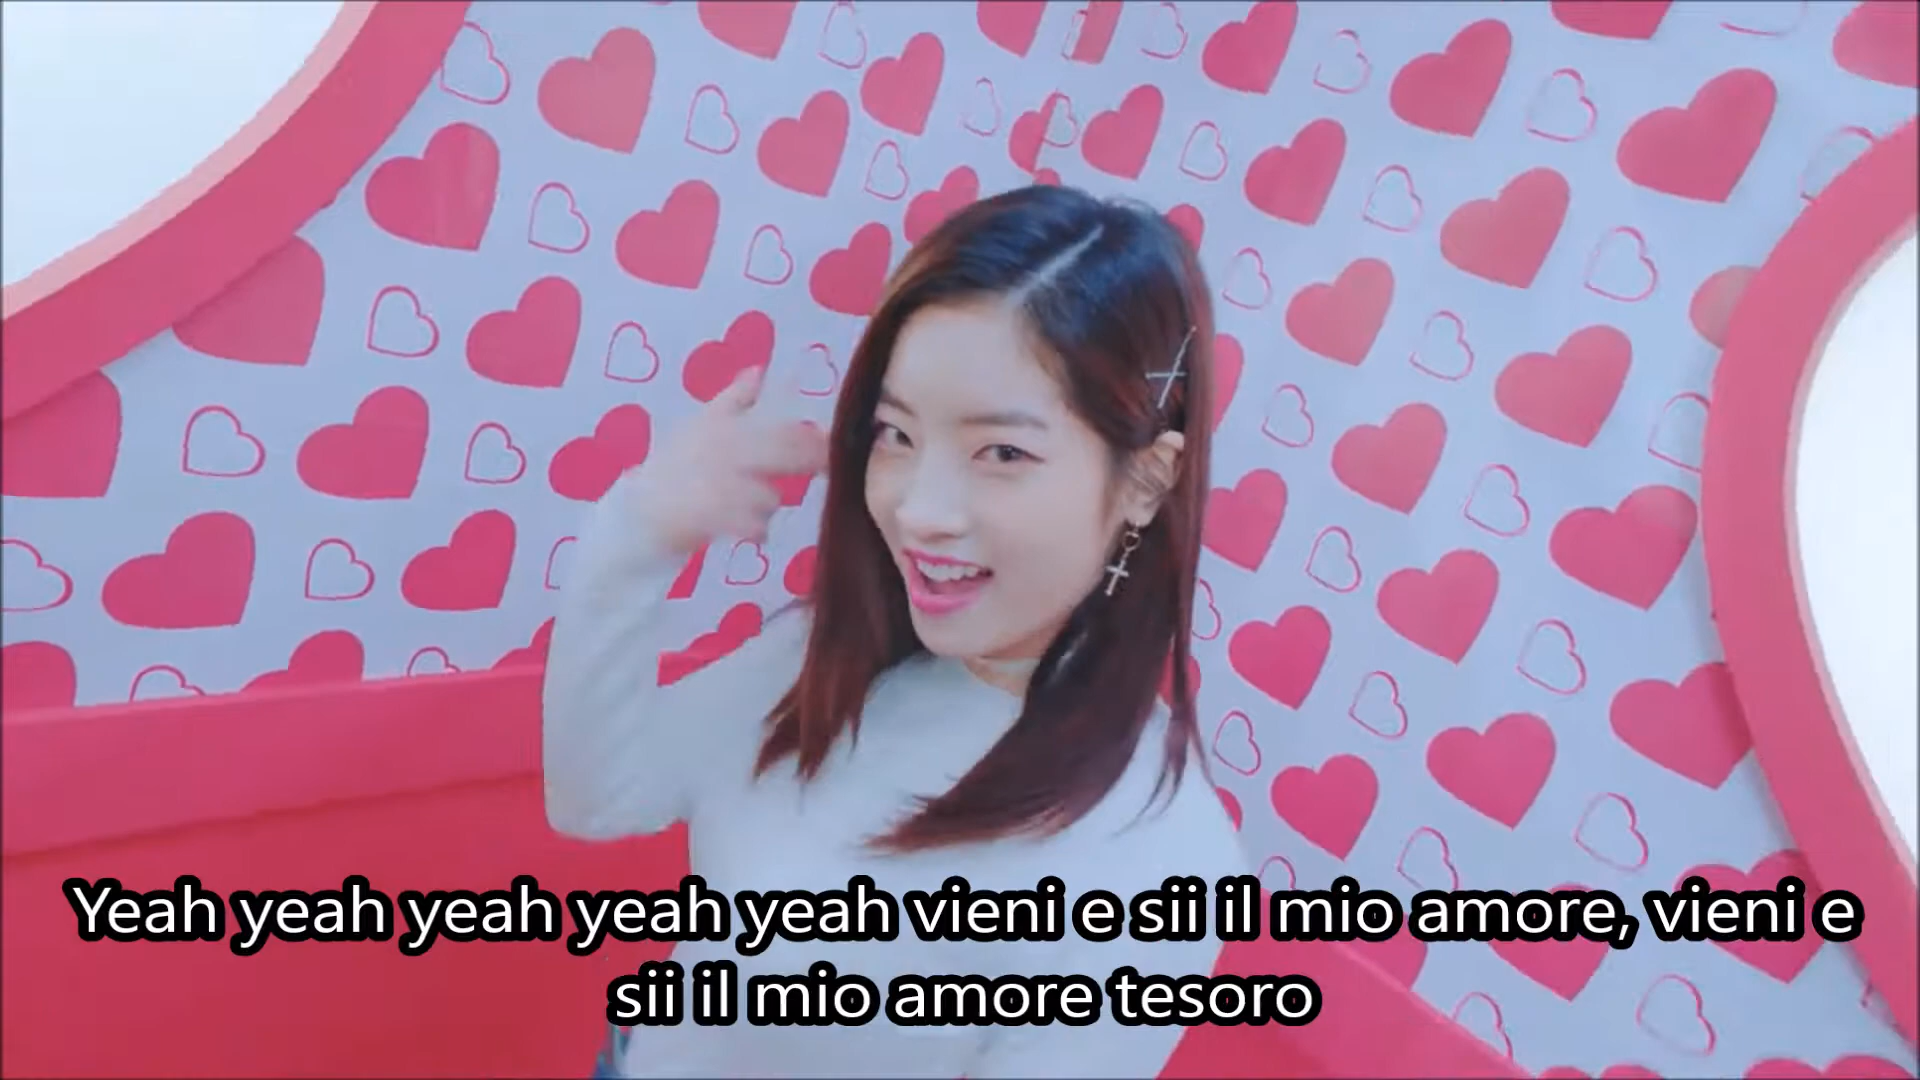 Yeah yeah yeah yeah yeah vieni e sii il mio amore, vieni e
sii il mio amore tesoro